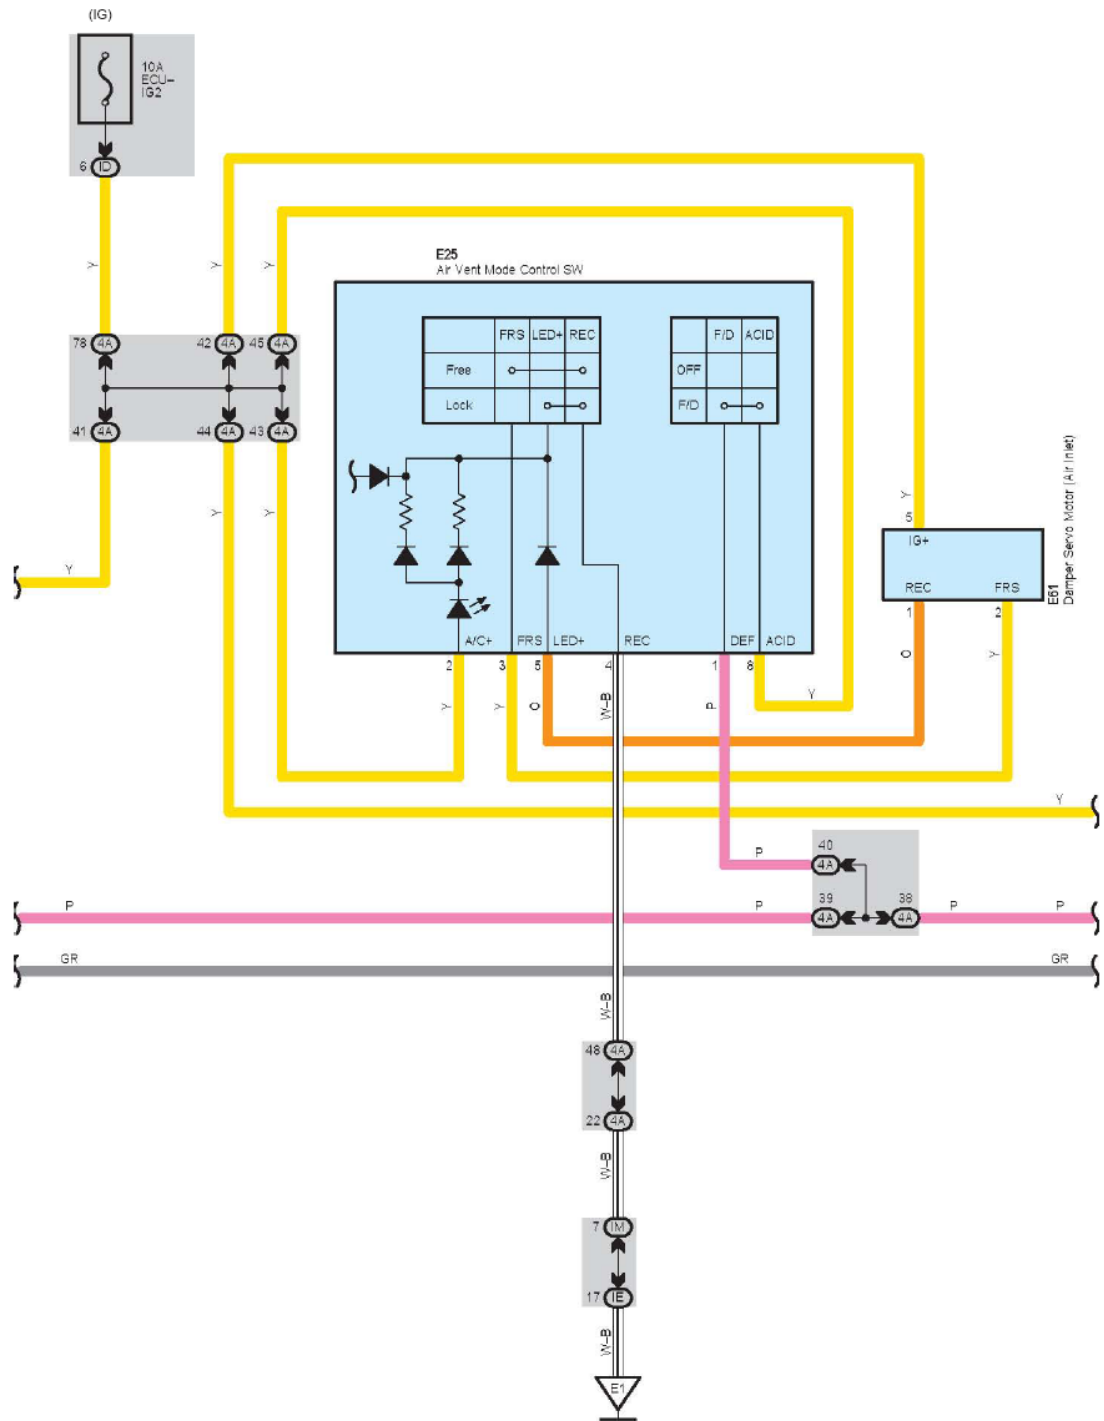 (IG)
10A
ECU–
IG2
6 ID
Y
Y
Y
E25
Air Vent Mode Control SW
78 4A
42 4A
45 4A
41 4A
44 4A
43 4A
FRS LED+ REC
Free
Lock
F/D ACID
OFF
F/D
Y
Y
Y
Y
5
IG+
REC FRS
1 2
E61
Damper Servo Motor (Air Inlet)
A/C+ FRS LED+ REC DEF ACID
2 3 5 4 1 8
Y Y O W–B P Y
O Y
Y
P
40
4A
39
4A
38
4A
P P P P
GR GR
W–B
48 4A
22 4A
W–B
7 IM
17 IE
W–B
E1